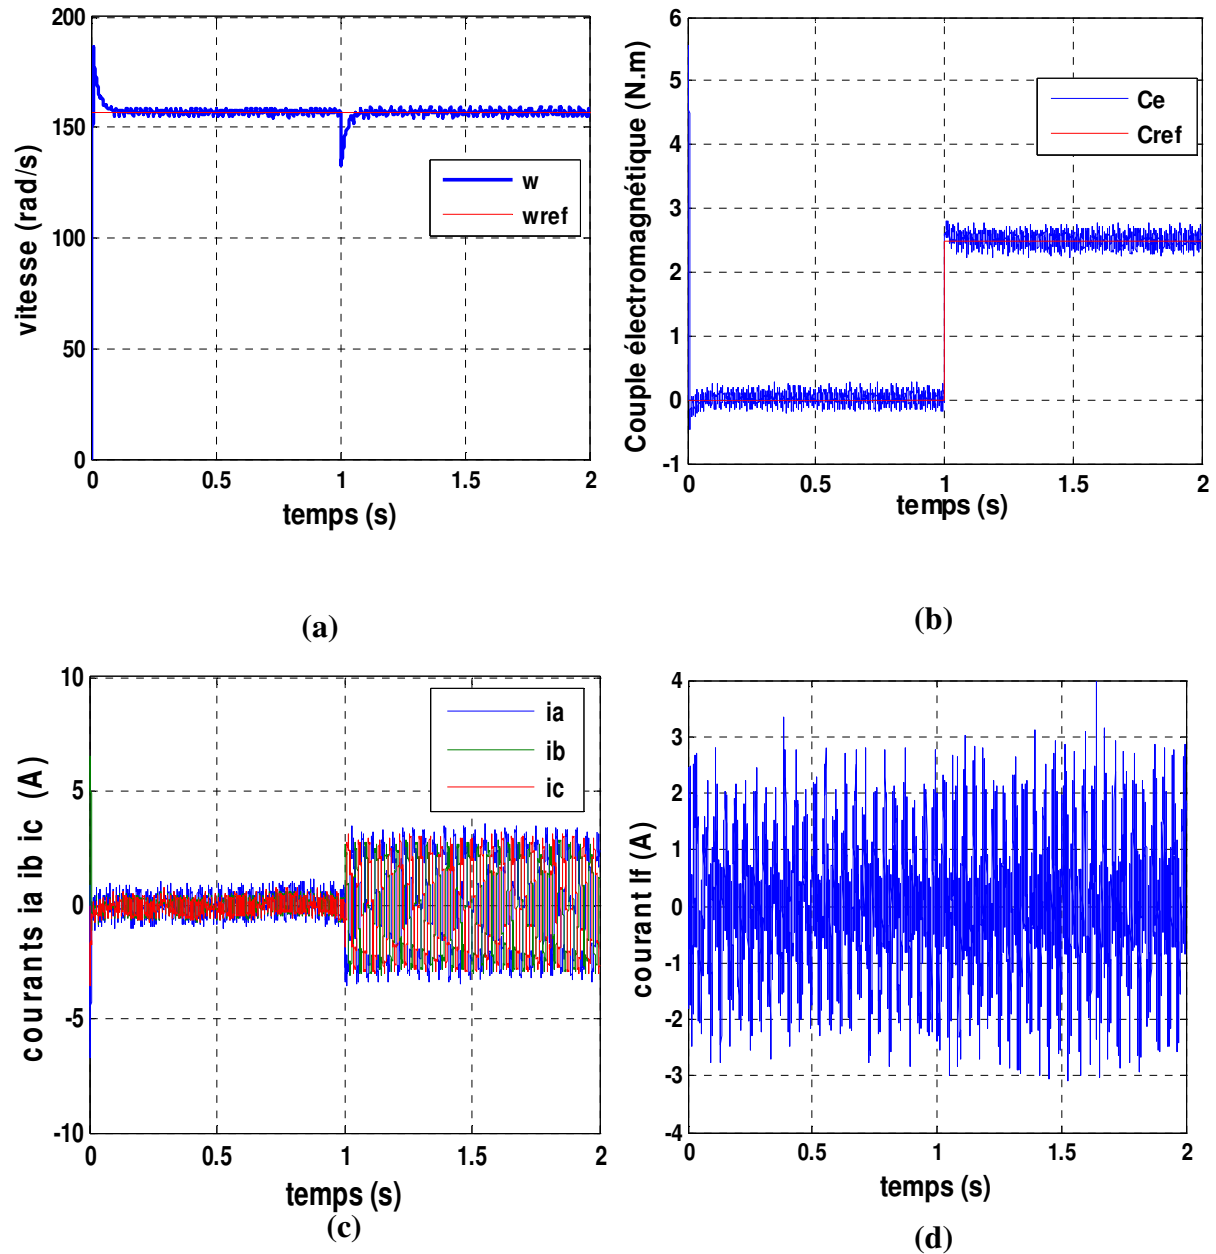 200
150
100
50
0
0
0.5
1
1.5
2
vitesse (rad/s)
temps (s)
w
wref
(a)
6
5
4
3
2
1
0
-1
0
0.5
1
1.5
2
Couple électromagnétique (N.m)
temps (s)
Ce
Cref
(b)
10
5
0
-5
-10
0
0.5
1
1.5
2
courants ia ib ic (A)
temps (s)
ia
ib
ic
(c)
4
3
2
1
0
-1
-2
-3
-4
0
0.5
1
1.5
2
courant If (A)
temps (s)
(d)